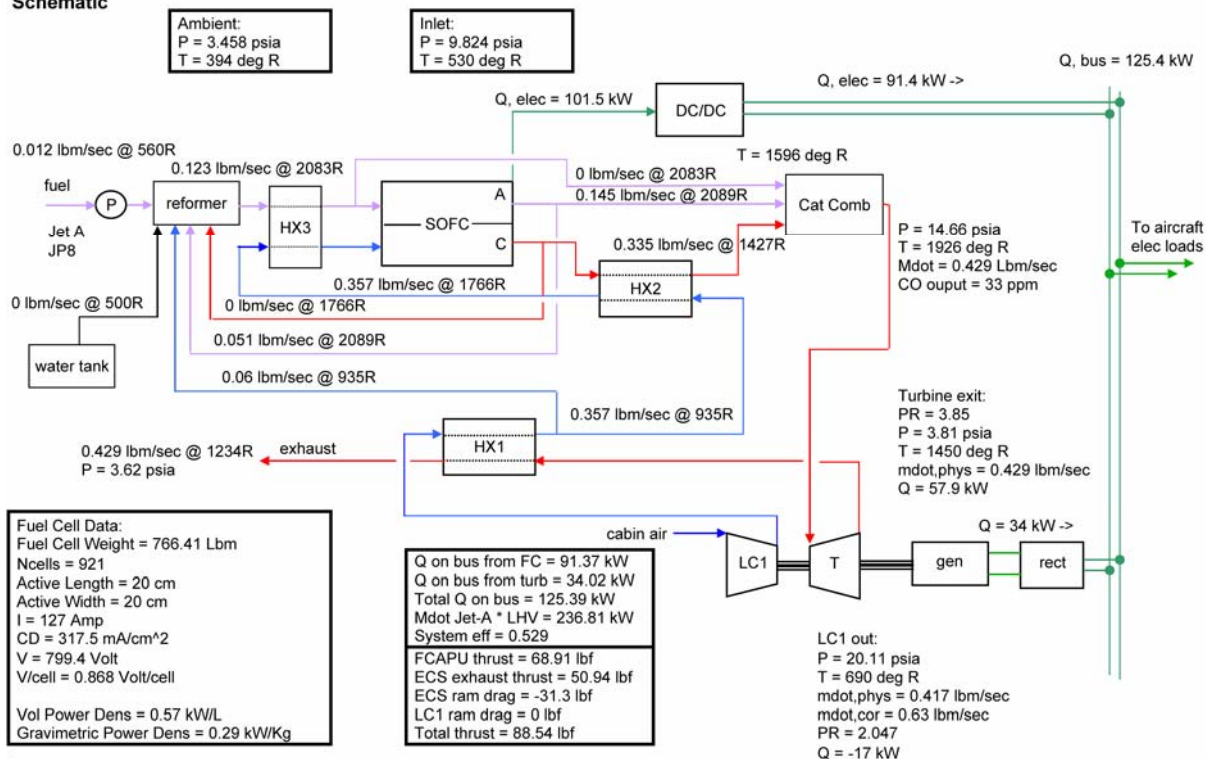 Schematic
Ambient:
P = 3.458 psia
T = 394 deg R
Inlet:
P = 9.824 psia
T = 530 deg R
Q, bus = 125.4 kW
Q, elec = 91.4 kW ->
Q, elec = 101.5 kW
DC/DC
0.012 lbm/sec @ 560R
0.123 lbm/sec @ 2083R
T = 1596 deg R
0 lbm/sec @ 2083R
0.145 lbm/sec @ 2089R
fuel
P
reformer
HX3
A
SOFC
C
Cat Comb
Jet A
JP8
0.335 lbm/sec @ 1427R
P = 14.66 psia
T = 1926 deg R
Mdot = 0.429 Lbm/sec
CO ouput = 33 ppm
To aircraft
elec loads
HX2
0.357 lbm/sec @ 1766R
0 lbm/sec @ 500R
0 lbm/sec @ 1766R
0.051 lbm/sec @ 2089R
water tank
0.06 lbm/sec @ 935R
0.357 lbm/sec @ 935R
HX1
0.429 lbm/sec @ 1234R
P = 3.62 psia
exhaust
Turbine exit:
PR = 3.85
P = 3.81 psia
T = 1450 deg R
mdot,phys = 0.429 lbm/sec
Q = 57.9 kW
cabin air
LC1
T
gen
rect
Q = 34 kW ->
Fuel Cell Data:
Fuel Cell Weight = 766.41 Lbm
Ncells = 921
Active Length = 20 cm
Active Width = 20 cm
I = 127 Amp
CD = 317.5 mA/cm^2
V = 799.4 Volt
V/cell = 0.868 Volt/cell
Vol Power Dens = 0.57 kW/L
Gravimetric Power Dens = 0.29 kW/Kg
Q on bus from FC = 91.37 kW
Q on bus from turb = 34.02 kW
Total Q on bus = 125.39 kW
Mdot Jet-A * LHV = 236.81 kW
System eff = 0.529
FCAPU thrust = 68.91 lbf
ECS exhaust thrust = 50.94 lbf
ECS ram drag = -31.3 lbf
LC1 ram drag = 0 lbf
Total thrust = 88.54 lbf
LC1 out:
P = 20.11 psia
T = 690 deg R
mdot,phys = 0.417 lbm/sec
mdot,cor = 0.63 lbm/sec
PR = 2.047
Q = -17 kW